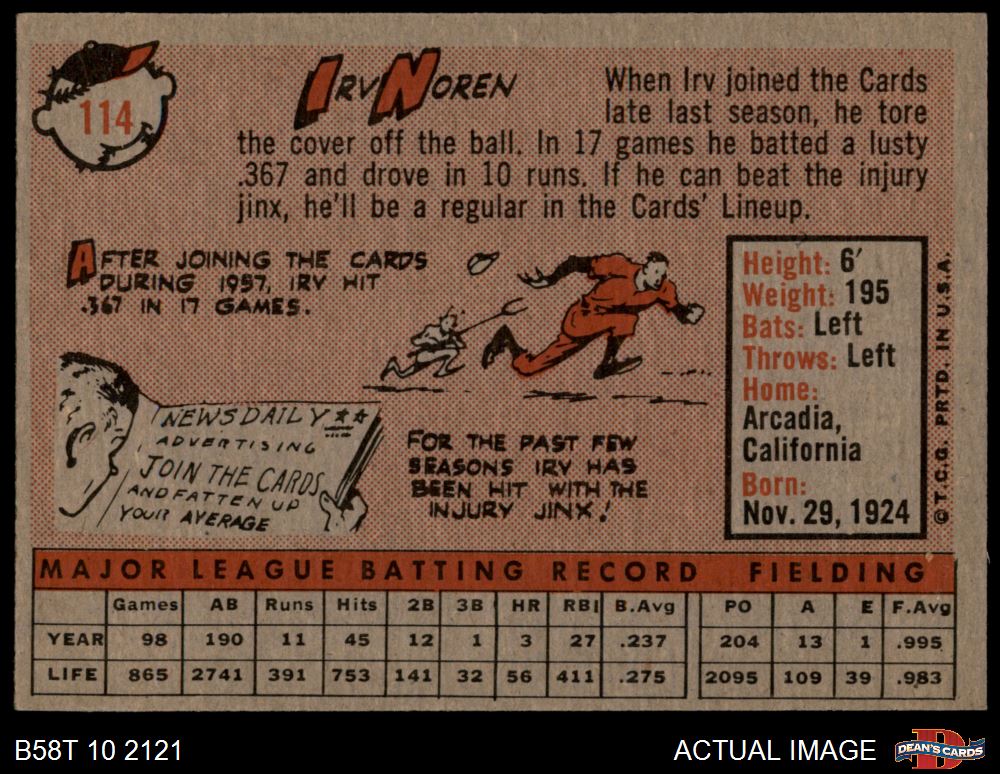 114
IRV NOREN
When Irv joined the Cards
late last season, he tore
the cover off the ball. In 17 games he batted a lusty
.367 and drove in 10 runs. If he can beat the injury
jinx, he'll be a regular in the Cards' Lineup.
AFTER JOINING THE CARDS
DURING 1957, IRV HIT
.367 IN 17 GAMES.
NEWS DAILY
ADVERTISING
JOIN THE CARDS
AND FATTEN UP
YOUR AVERAGE
FOR THE PAST FEW
SEASONS IRV HAS
BEEN HIT WITH THE
INJURY JINX!
Height: 6'
Weight: 195
Bats: Left
Throws: Left
Home:
Arcadia,
California
Born:
Nov. 29, 1924
© T.C.G. PRTD. IN U.S.A.
MAJOR LEAGUE BATTING RECORD FIELDING
Games AB Runs Hits 2B 3B HR RBI B.Avg PO A E F.Avg
YEAR 98 190 11 45 12 1 3 27 .237 204 13 1 .995
LIFE 865 2741 391 753 141 32 56 411 .275 2095 109 39 .983
B58T 10 2121
ACTUAL IMAGE
DEAN'S CARDS